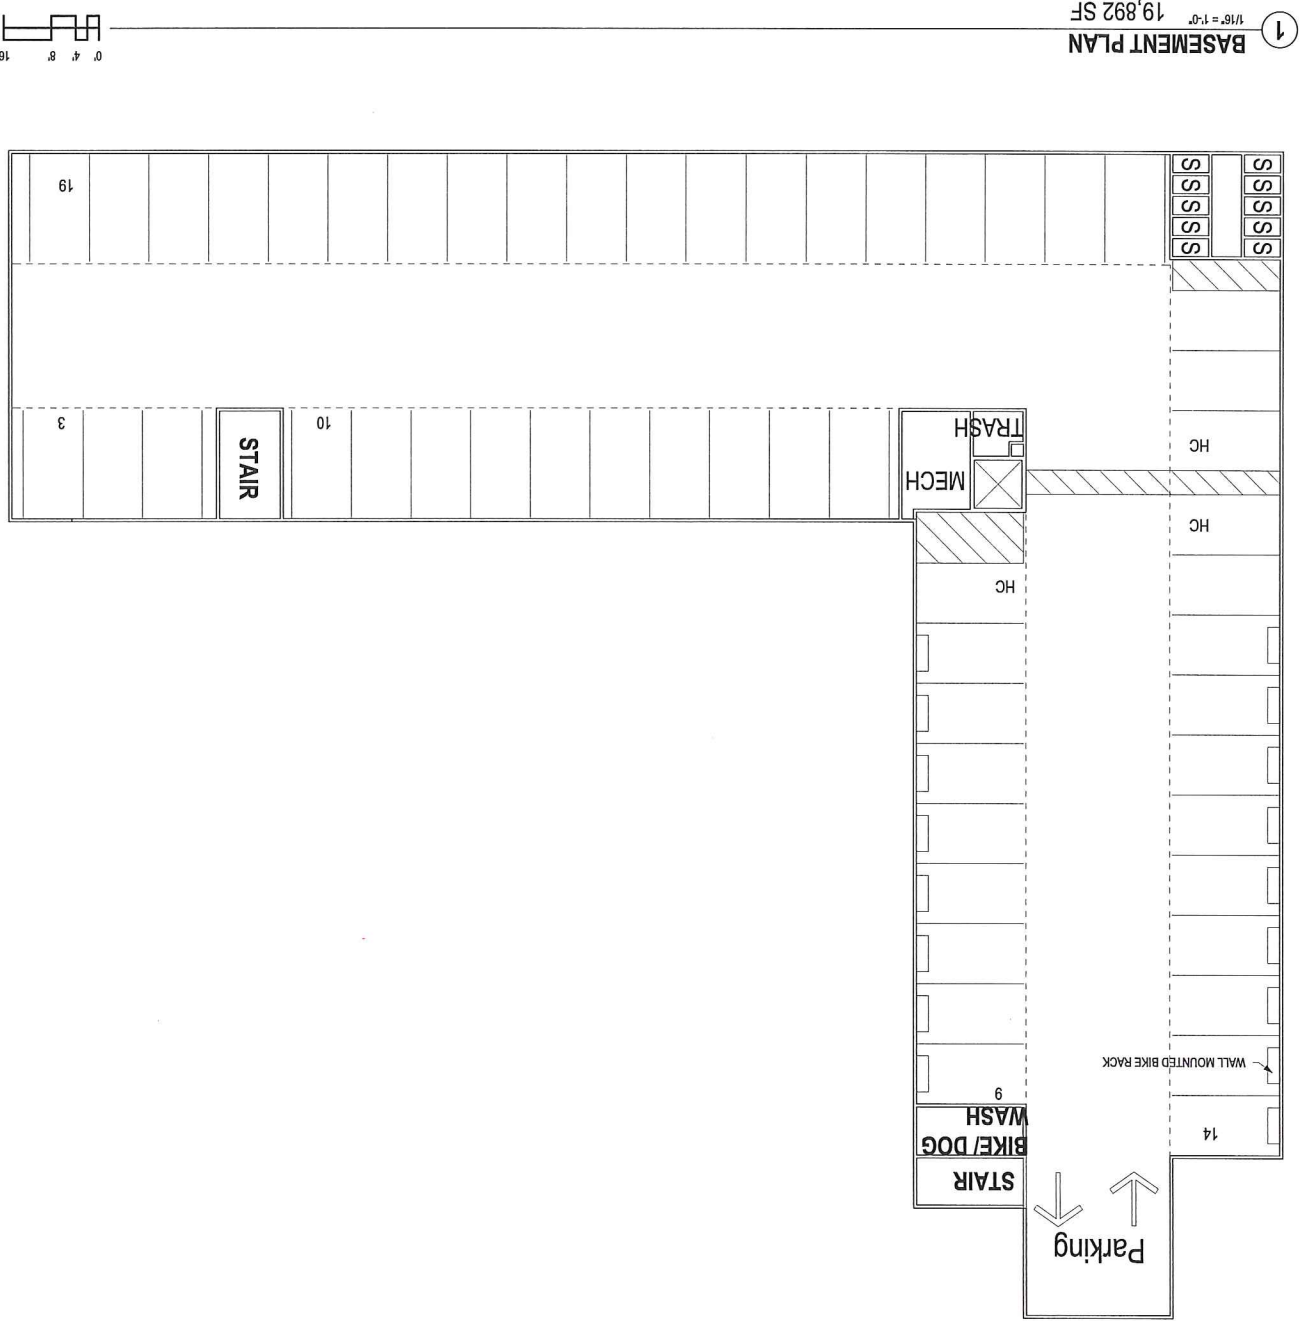 Parking
STAIR
BIKE/ DOG
WASH
14
9
WALL MOUNTED BIKE RACK
HC
HC
MECH
STAIR
HC
TRASH
10
3
S S
S S
S S
S S
S S
19
1
BASEMENT PLAN
1/16" = 1'-0" 19,892 SF
0' 4' 8' 16